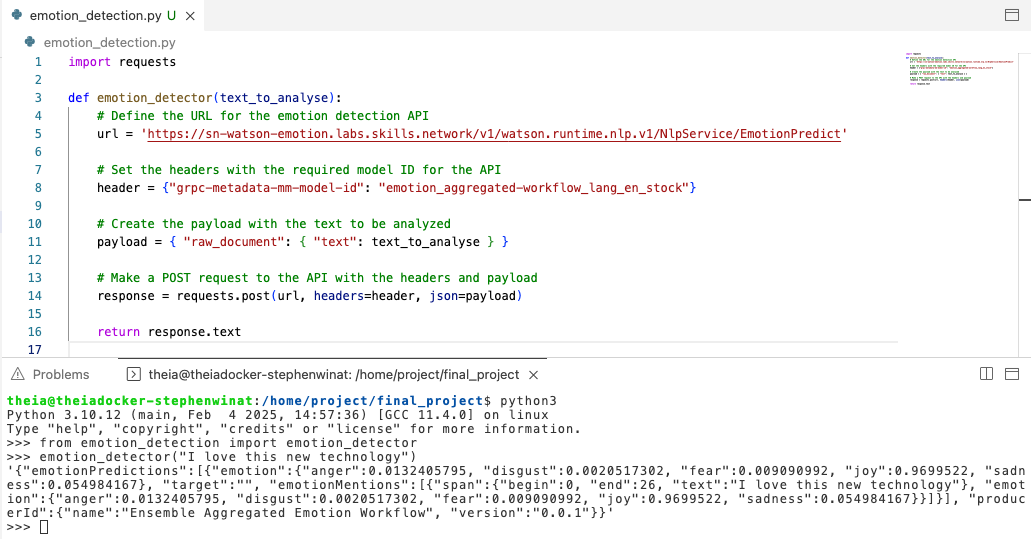 emotion_detection.py U ×
emotion_detection.py
1 import requests
2
3 def emotion_detector(text_to_analyse):
4     # Define the URL for the emotion detection API
5     url = 'https://sn-watson-emotion.labs.skills.network/v1/watson.runtime.nlp.v1/NlpService/EmotionPredict'
6
7     # Set the headers with the required model ID for the API
8     header = {"grpc-metadata-mm-model-id": "emotion_aggregated-workflow_lang_en_stock"}
9
10     # Create the payload with the text to be analyzed
11     payload = { "raw_document": { "text": text_to_analyse } }
12
13     # Make a POST request to the API with the headers and payload
14     response = requests.post(url, headers=header, json=payload)
15
16     return response.text
17
Problems theia@theiadocker-stephenwinat: /home/project/final_project ×
theia@theiadocker-stephenwinat:/home/project/final_project$ python3
Python 3.10.12 (main, Feb  4 2025, 14:57:36) [GCC 11.4.0] on linux
Type "help", "copyright", "credits" or "license" for more information.
>>> from emotion_detection import emotion_detector
>>> emotion_detector("I love this new technology")
'{"emotionPredictions":[{"emotion":{"anger":0.0132405795, "disgust":0.0020517302, "fear":0.009090992, "joy":0.9699522, "sadn
ess":0.054984167}, "target":"", "emotionMentions":[{"span":{"begin":0, "end":26, "text":"I love this new technology"}, "emot
ion":{"anger":0.0132405795, "disgust":0.0020517302, "fear":0.009090992, "joy":0.9699522, "sadness":0.054984167}}]}], "produc
erId":{"name":"Ensemble Aggregated Emotion Workflow", "version":"0.0.1"}}'
>>>